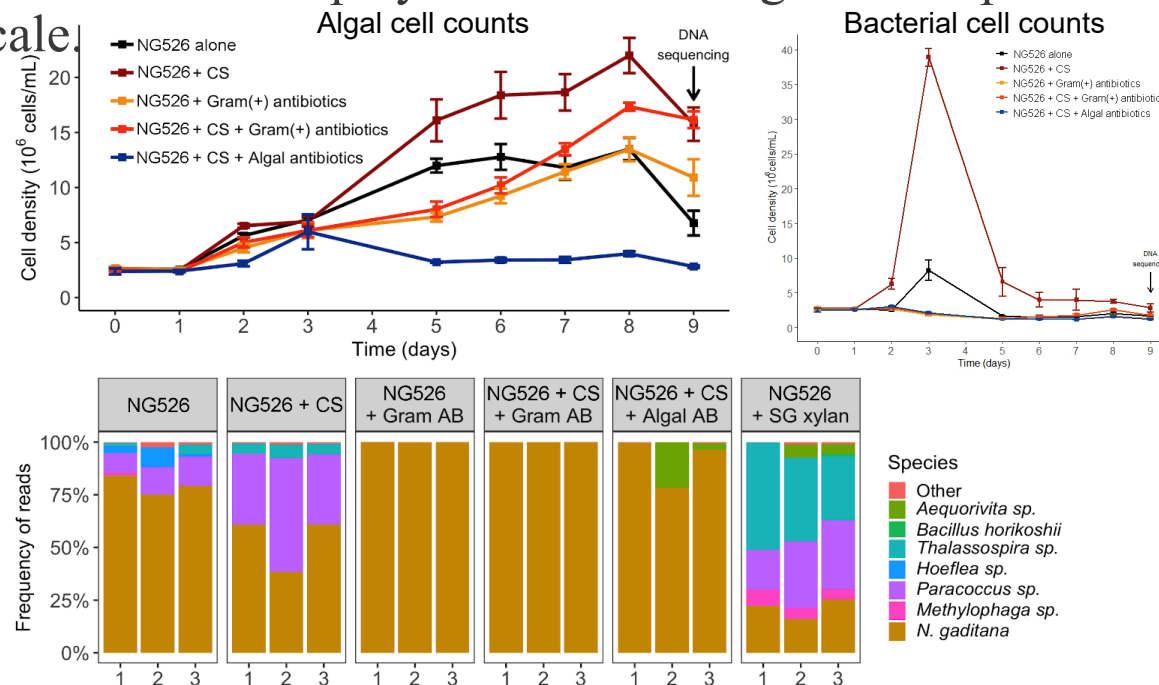 cale.
Algal cell counts
Bacterial cell counts
NG526 alone
NG526 + CS
NG526 + Gram(+) antibiotics
NG526 + CS + Gram(+) antibiotics
NG526 + CS + Algal antibiotics
DNA
sequencing
Cell density (10⁶ cells/mL)
20
15
10
5
0
0 1 2 3 4 5 6 7 8 9
Time (days)
NG526 alone
NG526 + CS
NG526 + Gram(+) antibiotics
NG526 + CS + Gram(+) antibiotic
NG526 + CS + Algal antibiotics
DNA
sequenc
Cell density (10⁶cells/mL)
40
35
30
25
20
15
10
5
0
0 1 2 3 4 5 6 7 8 9
Time (days)
NG526
NG526 + CS
NG526
+ Gram AB
NG526 + CS
+ Gram AB
NG526 + CS
+ Algal AB
NG526
+ SG xylan
Frequency of reads
100%
75%
50%
25%
0%
1 2 3 1 2 3 1 2 3 1 2 3 1 2 3 1 2 3
Species
Other
Aequorivita sp.
Bacillus horikoshii
Thalassospira sp.
Hoeflea sp.
Paracoccus sp.
Methylophaga sp.
N. gaditana